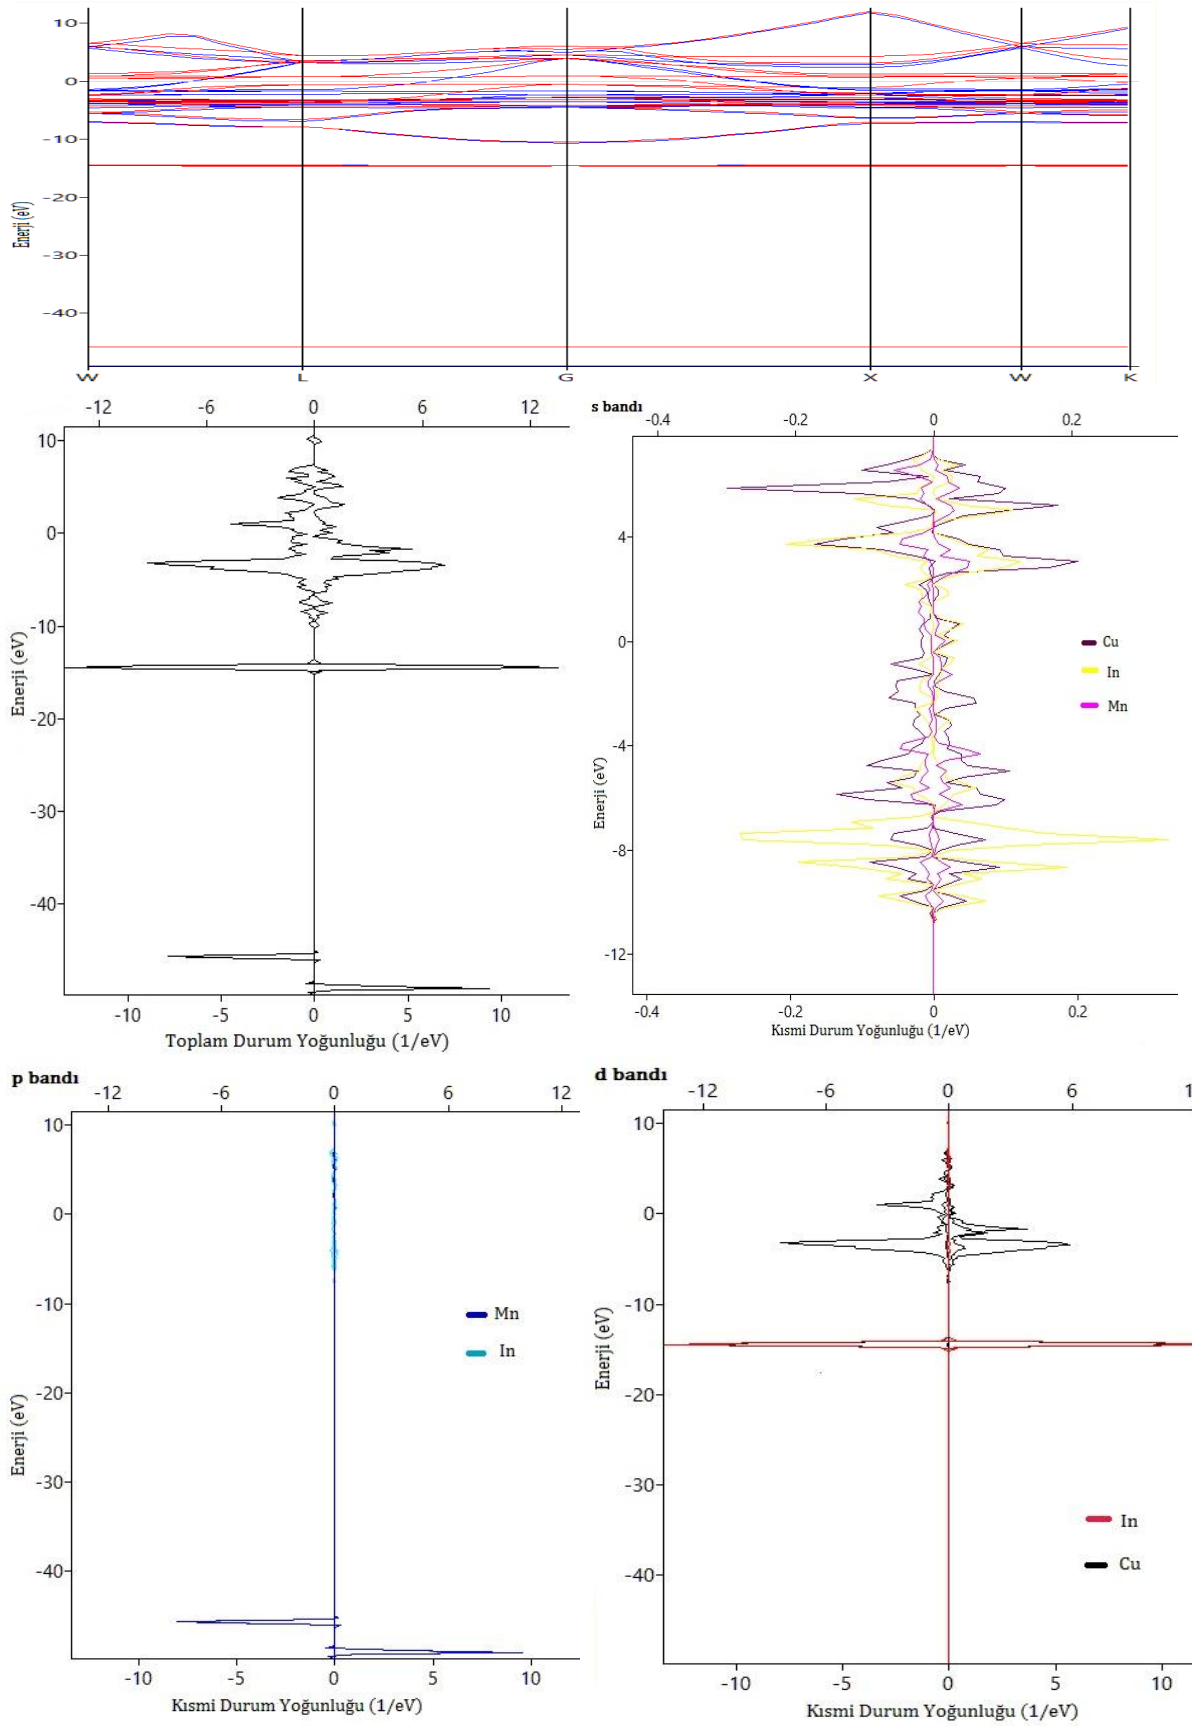 10
0
-10
-20
-30
-40
Enerji (eV)
W L G X W K
-12 -6 0 6 12
10
0
-10
-20
-30
-40
Enerji (eV)
-10 -5 0 5 10
Toplam Durum Yoğunluğu (1/eV)
s bandı
-0.4 -0.2 0 0.2
4
0
-4
-8
-12
Enerji (eV)
Cu
In
Mn
-0.4 -0.2 0 0.2
Kısmi Durum Yoğunluğu (1/eV)
p bandı
-12 -6 0 6 12
10
0
-10
-20
-30
-40
Enerji (eV)
Mn
In
-10 -5 0 5 10
Kısmi Durum Yoğunluğu (1/eV)
d bandı
-12 -6 0 6
10
0
-10
-20
-30
-40
Enerji (eV)
In
Cu
-10 -5 0 5 10
Kısmi Durum Yoğunluğu (1/eV)